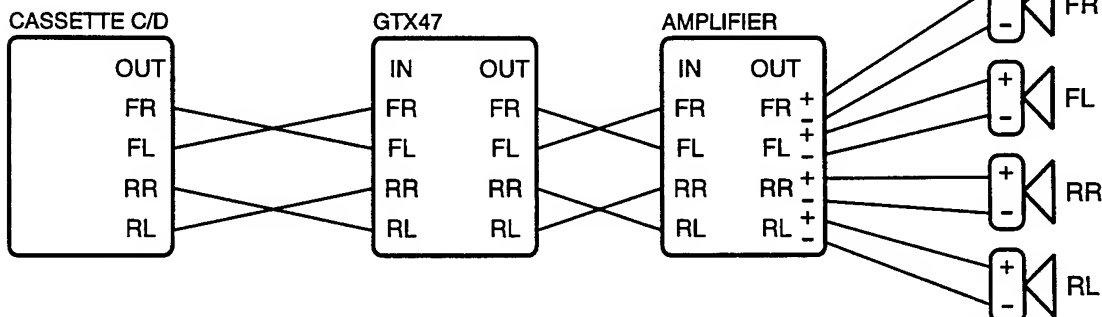 CASSETTE C/D
OUT
FR
FL
RR
RL
GTX47
IN OUT
FR FR
FL FL
RR RR
RL RL
AMPLIFIER
IN OUT
FR FR + -
FL FL + -
RR RR + -
RL RL + -
- FR
+ - FL
+ - RR
+ - RL